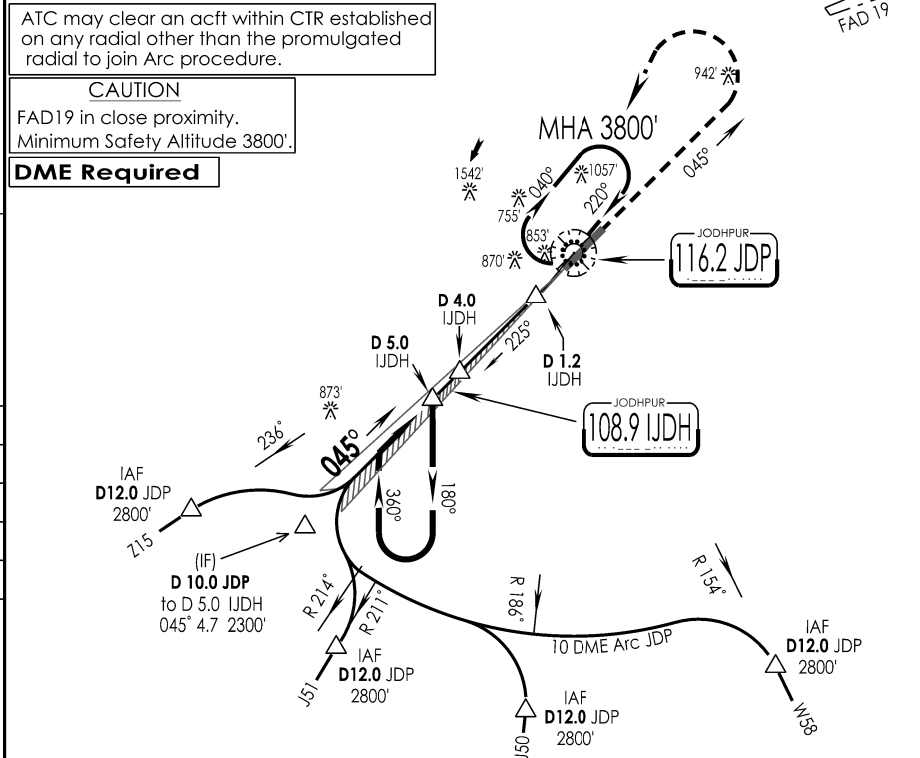 ATC may clear an acft within CTR established
on any radial other than the promulgated
radial to join Arc procedure.
CAUTION
FAD19 in close proximity.
Minimum Safety Altitude 3800'.
DME Required
FAD 19
942'
MHA 3800'
045°
1542'
1057'
040°
220°
755'
853'
870'
JODHPUR
116.2 JDP
D 4.0
IJDH
D 5.0
IJDH
225°
D 1.2
IJDH
JODHPUR
108.9 IJDH
873'
236°
045°
IAF
D12.0 JDP
2800'
Z15
360°
180°
(IF)
D 10.0 JDP
to D 5.0 IJDH
045° 4.7 2300'
R 214°
R 211°
R 186°
R 154°
10 DME Arc JDP
IAF
D12.0 JDP
2800'
J51
IAF
D12.0 JDP
2800'
J50
IAF
D12.0 JDP
2800'
W58